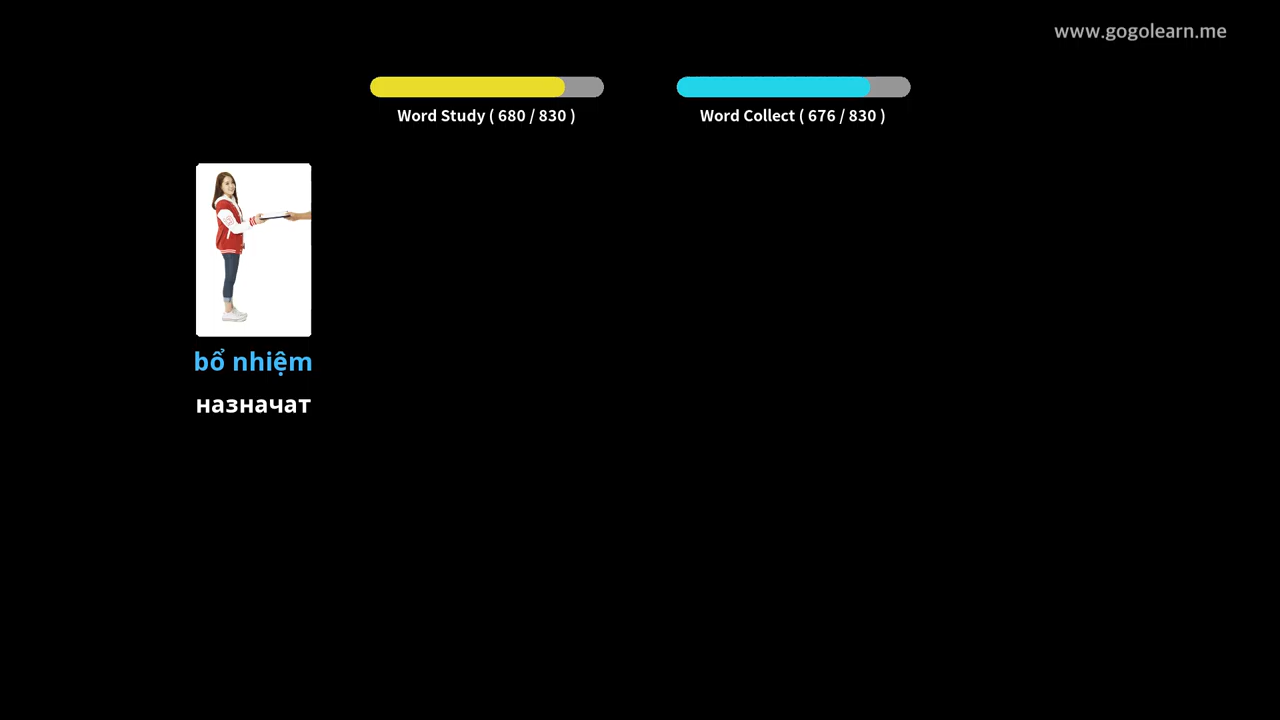 www.gogolearn.me
Word Study ( 680 / 830 )
Word Collect ( 676 / 830 )
bổ nhiệm
назначат